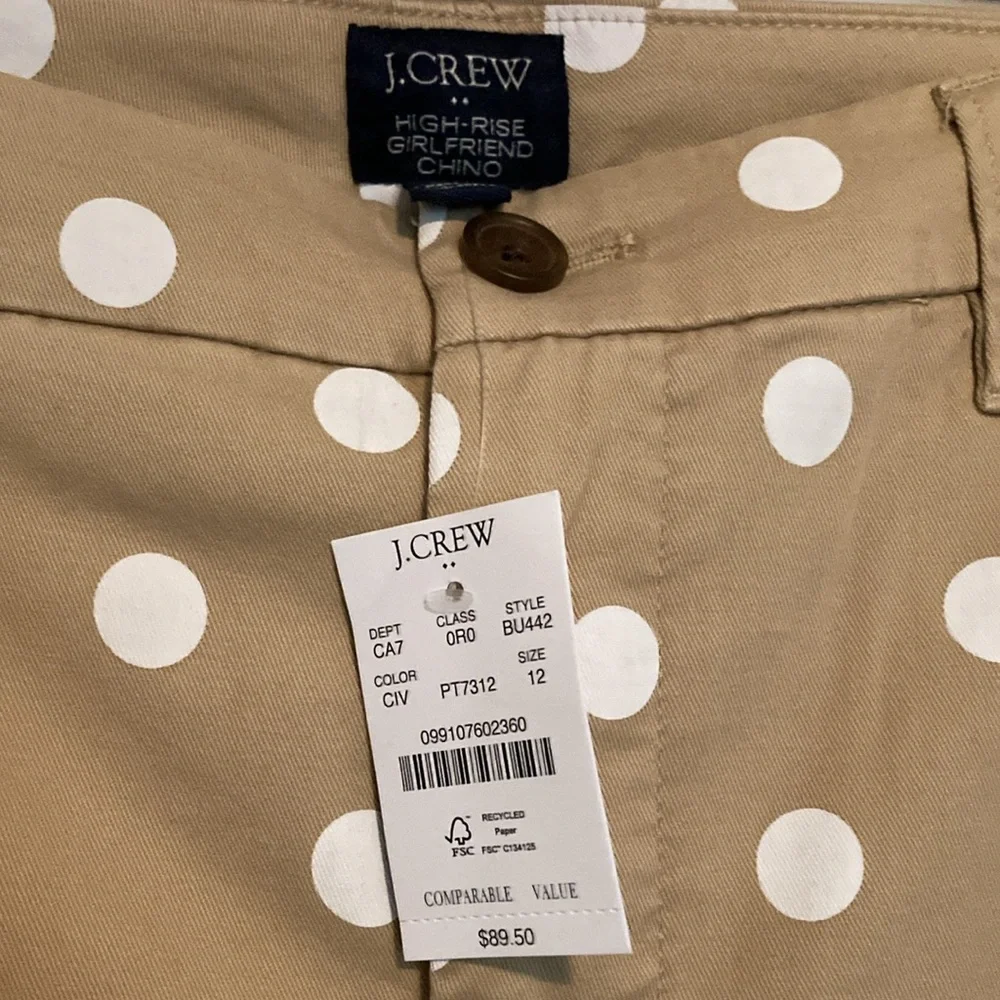 J.CREW
HIGH-RISE
GIRLFRIEND
CHINO
J.CREW
DEPT CLASS STYLE
CA7 0R0 BU442
COLOR SIZE
CIV PT7312 12
099107602360
RECYCLED
Paper
FSC FSC™ C134125
COMPARABLE VALUE
$89.50